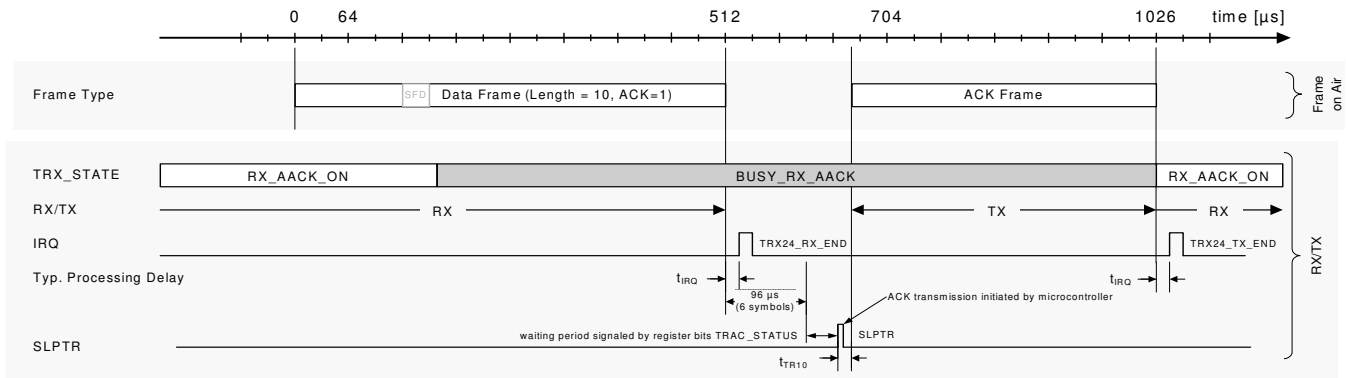 0 64 512 704 1026 time [µs]
Frame Type
SFD
Data Frame (Length = 10, ACK=1)
ACK Frame
Frame
on Air
TRX_STATE
RX_AACK_ON
BUSY_RX_AACK
RX_AACK_ON
RX/TX
RX
TX
RX
IRQ
TRX24_RX_END
TRX24_TX_END
RX/TX
Typ. Processing Delay
tIRQ
tIRQ
96 µs
(6 symbols)
ACK transmission initiated by microcontroller
waiting period signaled by register bits TRAC_STATUS
SLPTR
SLPTR
tTR10